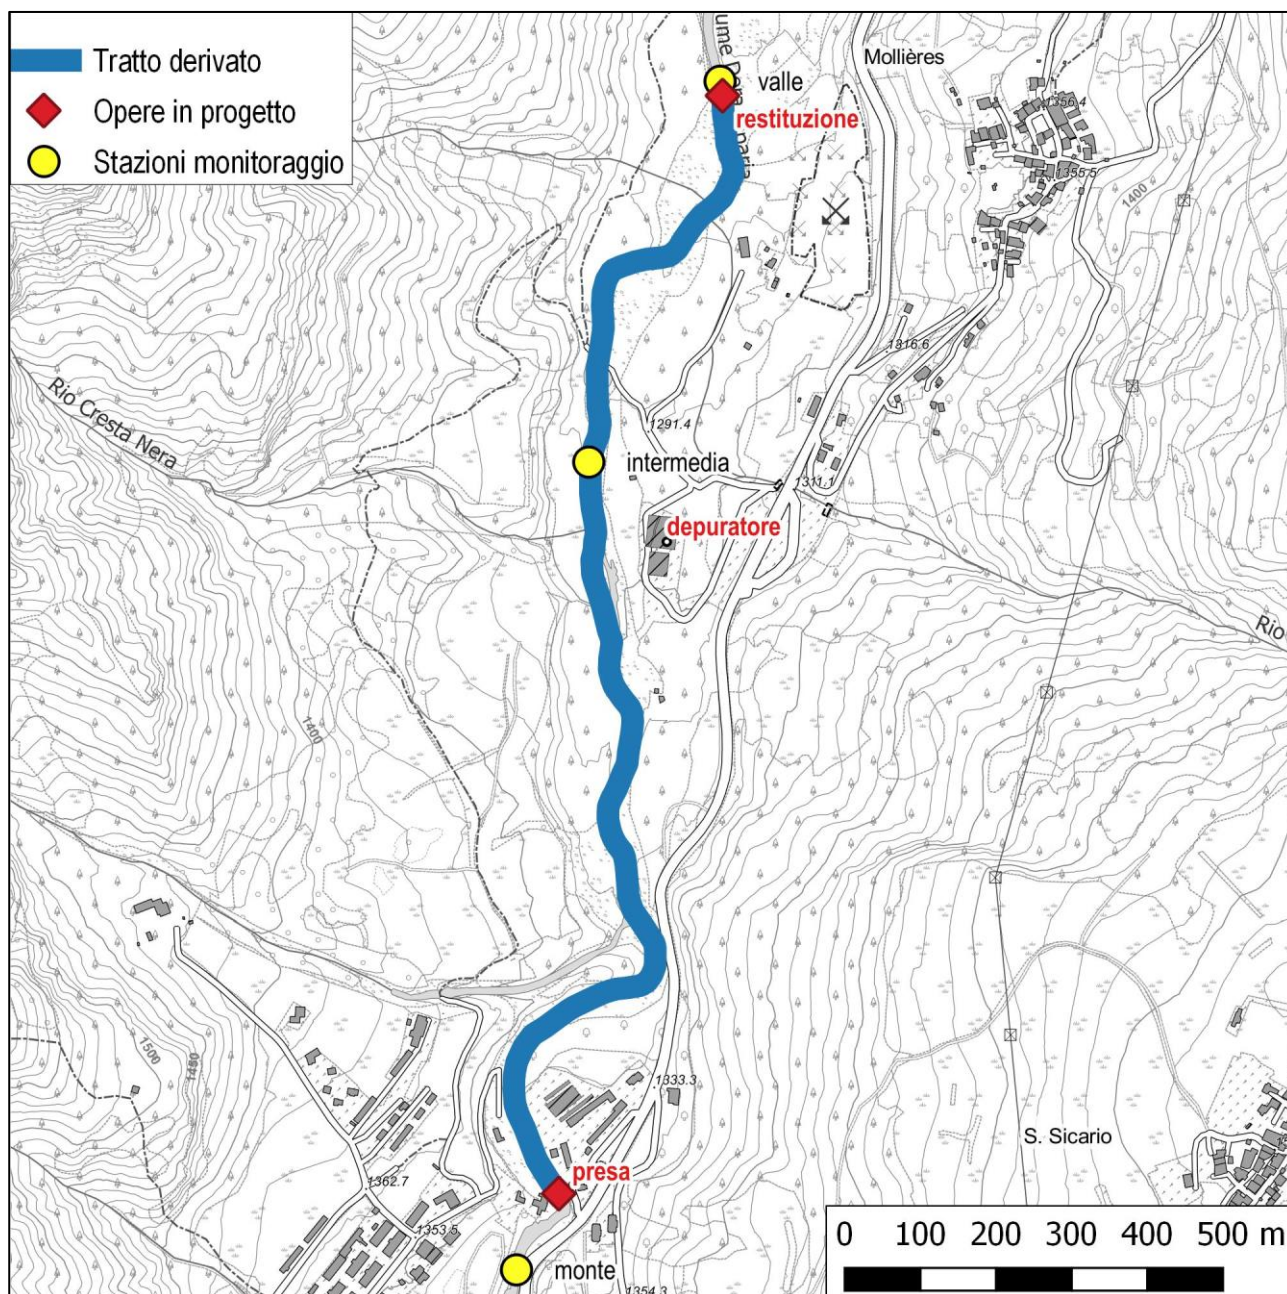 Tratto derivato
Opere in progetto
Stazioni monitoraggio
Mollières
valle
restituzione
1356.4
1355.5
1400
Rio Cresta Nera
1316.6
1291.4
intermedia
1311.1
depuratore
Rio
1400
1500
1450
1333.3
S. Sicario
presa
1362.7
1353.5
monte
1354.3
0 100 200 300 400 500 m